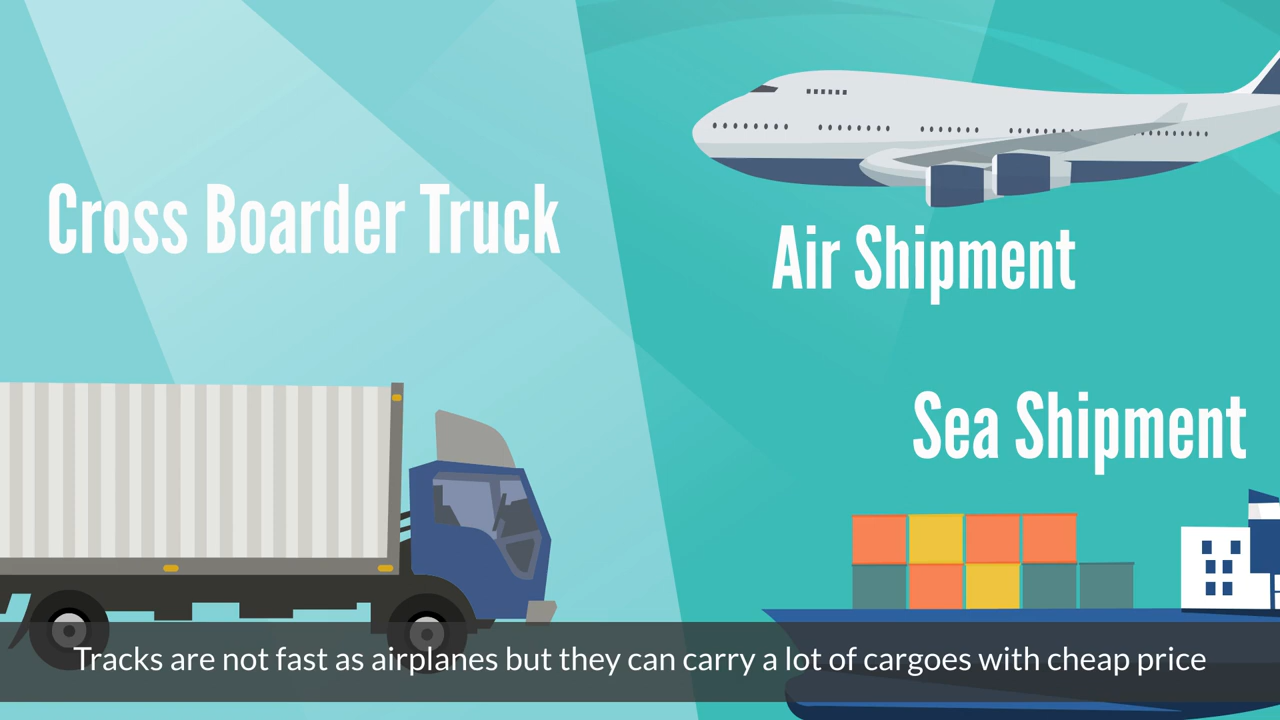 Cross Boarder Truck
Air Shipment
Sea Shipment
Tracks are not fast as airplanes but they can carry a lot of cargoes with cheap price